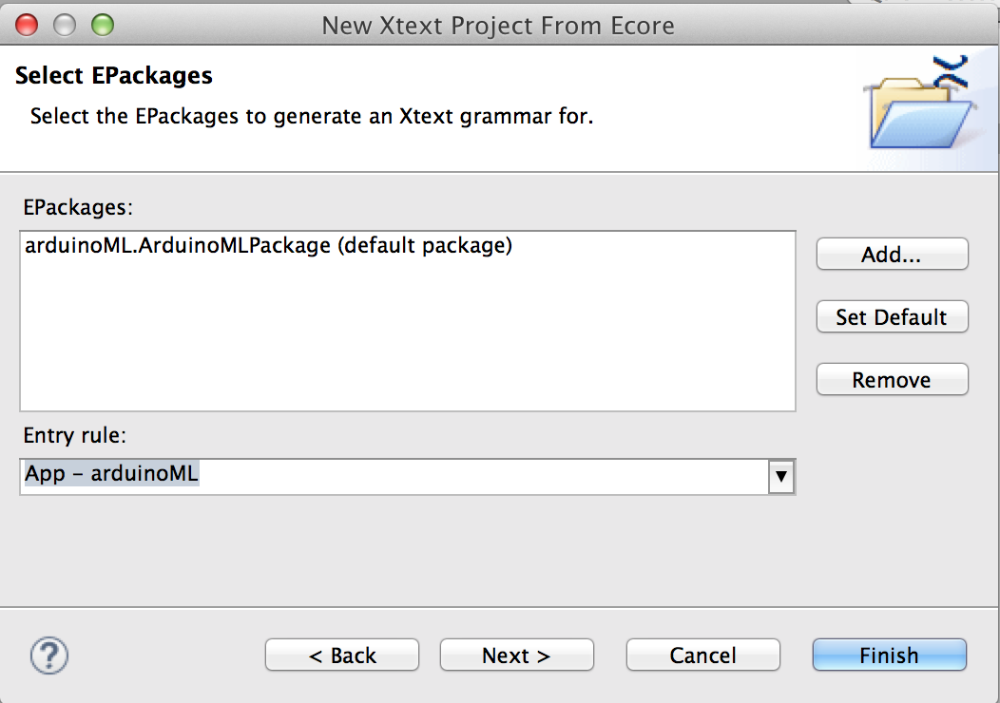 New Xtext Project From Ecore
Select EPackages
Select the EPackages to generate an Xtext grammar for.
EPackages:
arduinoML.ArduinoMLPackage (default package)
Add...
Set Default
Remove
Entry rule:
App – arduinoML
?
< Back
Next >
Cancel
Finish